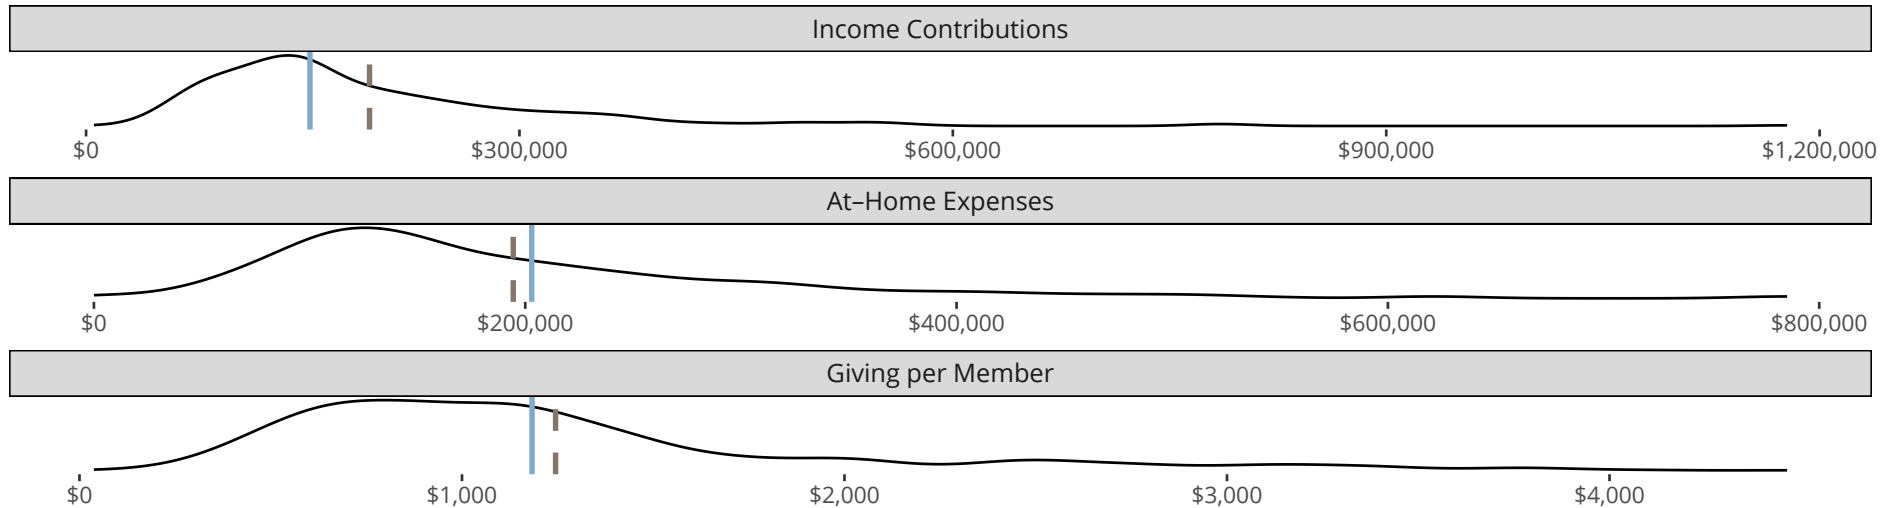 Income Contributions
$0 $300,000 $600,000 $900,000 $1,200,000
At–Home Expenses
$0 $200,000 $400,000 $600,000 $800,000
Giving per Member
$0 $1,000 $2,000 $3,000 $4,000